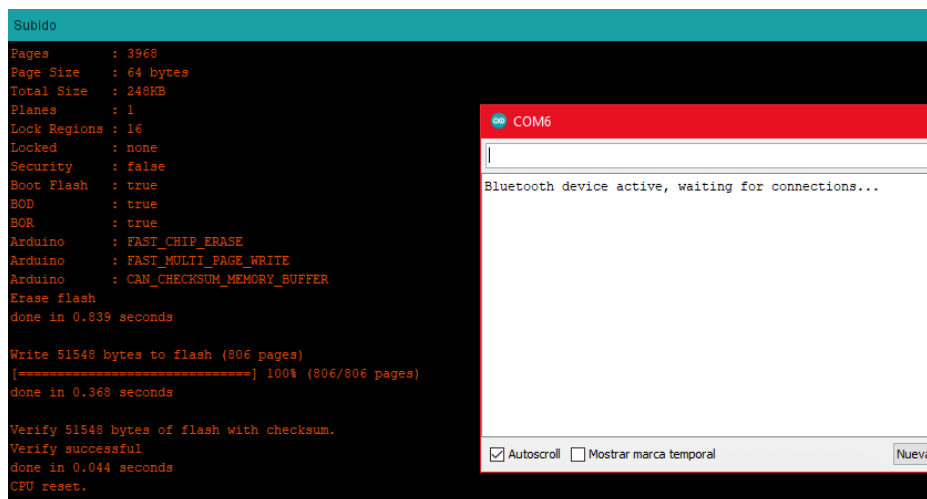 Subido
Pages : 3968
Page Size : 64 bytes
Total Size : 248KB
Planes : 1
Lock Regions : 16
Locked : none
Security : false
Boot Flash : true
BOD : true
BOR : true
Arduino : FAST_CHIP_ERASE
Arduino : FAST_MULTI_PAGE_WRITE
Arduino : CAN_CHECKSUM_MEMORY_BUFFER
Erase flash
done in 0.839 seconds
Write 51548 bytes to flash (806 pages)
[==============================] 100% (806/806 pages)
done in 0.368 seconds
Verify 51548 bytes of flash with checksum.
Verify successful
done in 0.044 seconds
CPU reset.
COM6
Bluetooth device active, waiting for connections...
Autoscroll Mostrar marca temporal
Nueva